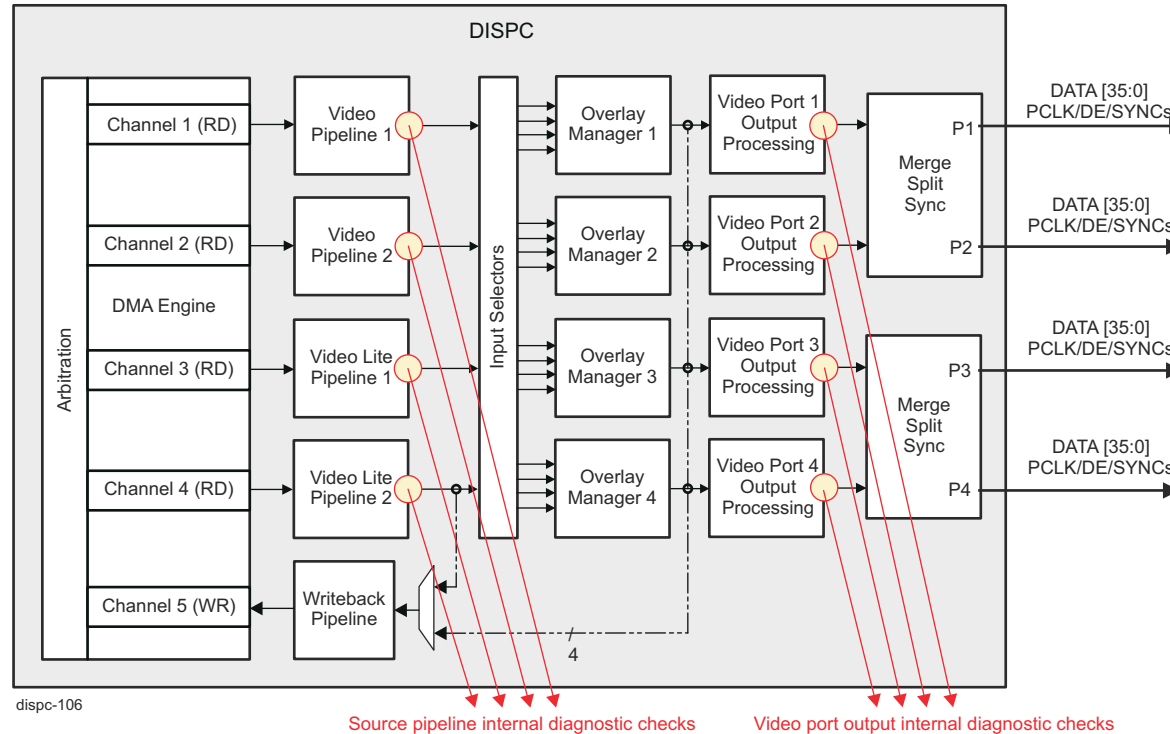 DISPC
Arbitration
Channel 1 (RD)
Channel 2 (RD)
DMA Engine
Channel 3 (RD)
Channel 4 (RD)
Channel 5 (WR)
Video
Pipeline 1
Video
Pipeline 2
Video Lite
Pipeline 1
Video Lite
Pipeline 2
Writeback
Pipeline
Input Selectors
Overlay
Manager 1
Overlay
Manager 2
Overlay
Manager 3
Overlay
Manager 4
4
Video Port 1
Output
Processing
Video Port 2
Output
Processing
Video Port 3
Output
Processing
Video Port 4
Output
Processing
Merge
Split
Sync
P1
P2
Merge
Split
Sync
P3
P4
DATA [35:0]
PCLK/DE/SYNCs
DATA [35:0]
PCLK/DE/SYNCs
DATA [35:0]
PCLK/DE/SYNCs
DATA [35:0]
PCLK/DE/SYNCs
dispc-106
Source pipeline internal diagnostic checks
Video port output internal diagnostic checks